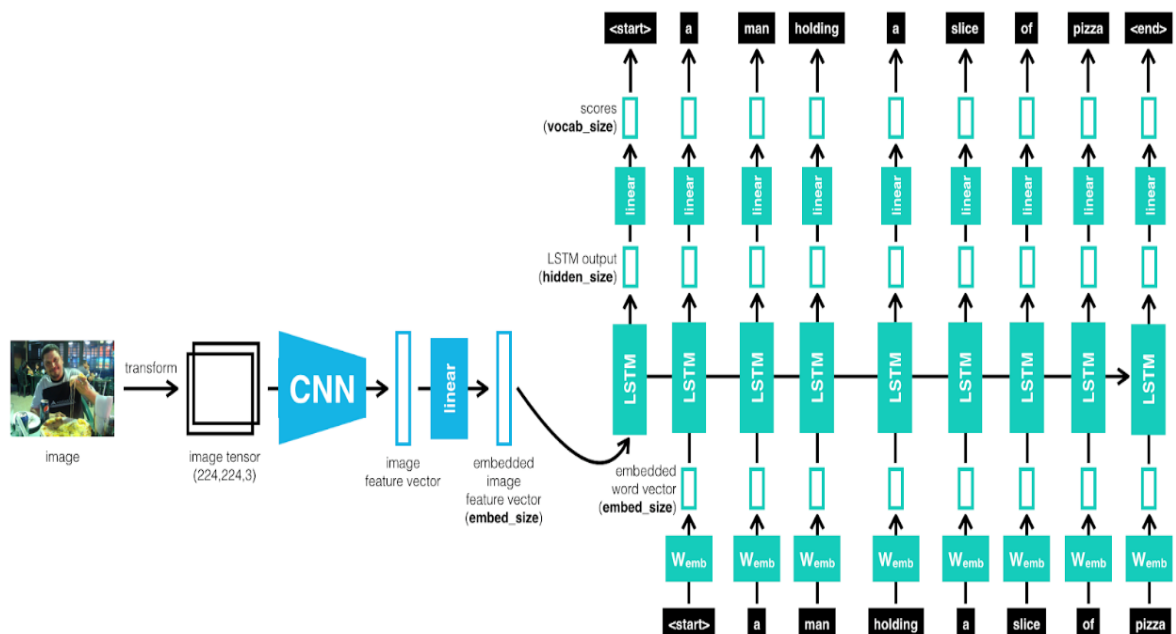 <start> a man holding a slice of pizza <end>
scores
(vocab_size)
linear linear linear linear linear linear linear linear linear
LSTM output
(hidden_size)
LSTM LSTM LSTM LSTM LSTM LSTM LSTM LSTM LSTM
transform
CNN
linear
image
image tensor
(224,224,3)
image
feature vector
embedded
image
feature vector
(embed_size)
embedded
word vector
(embed_size)
Wemb Wemb Wemb Wemb Wemb Wemb Wemb Wemb
<start> a man holding a slice of pizza